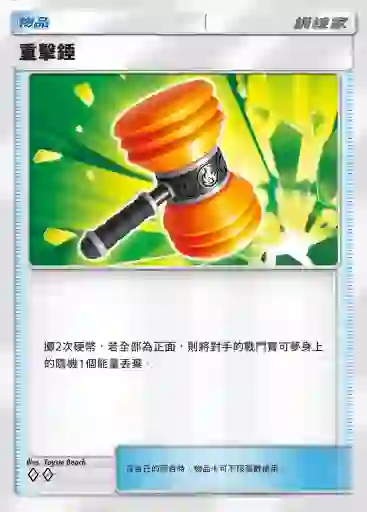 物品
訓練家
重擊錘
擲2次硬幣，若全部為正面，則將對手的戰鬥寶可夢身上
的隨機1個能量丟棄。
Illus. Toyste Beach
在自己的回合時，物品卡可不限張數使用。